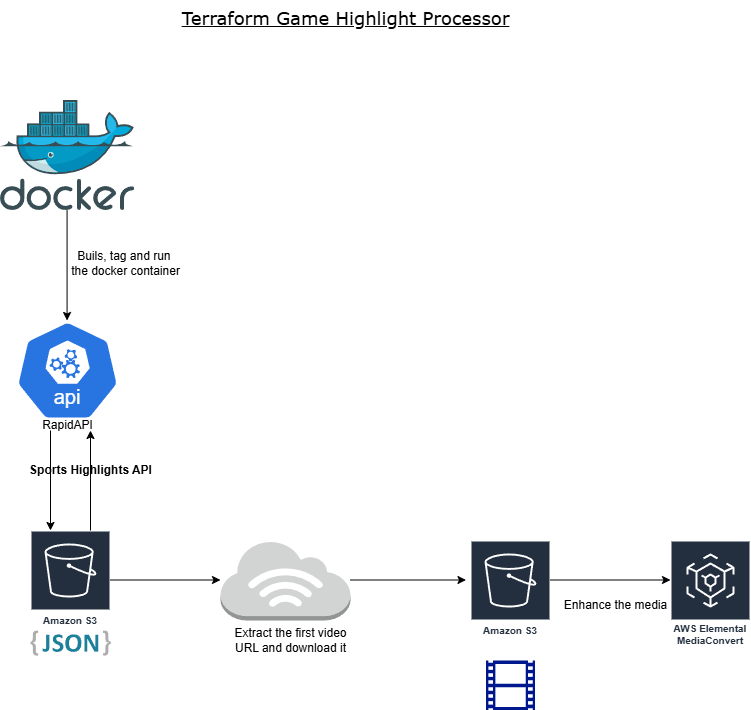 Terraform Game Highlight Processor
docker
Buils, tag and run
the docker container
api
RapidAPI
Sports Highlights API
Amazon S3
{JSON}
Extract the first video
URL and download it
Amazon S3
Enhance the media
AWS Elemental
MediaConvert